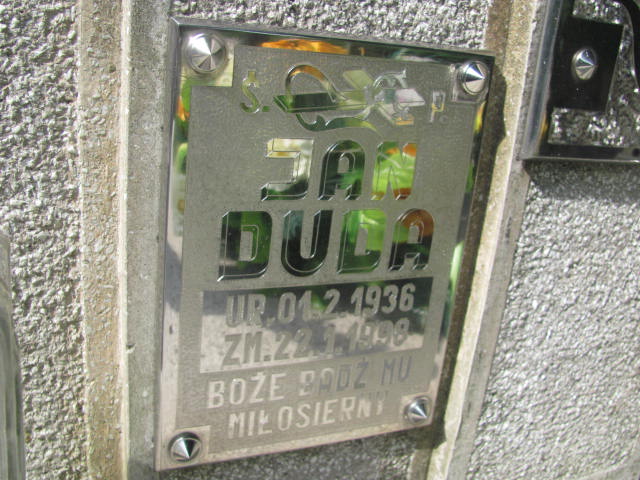 Ś. P.
JAN
DUDA
UR. 01.2.1936
ZM. 22.1.1998
BOŻE BĄDŹ MU
MIŁOSIERNY